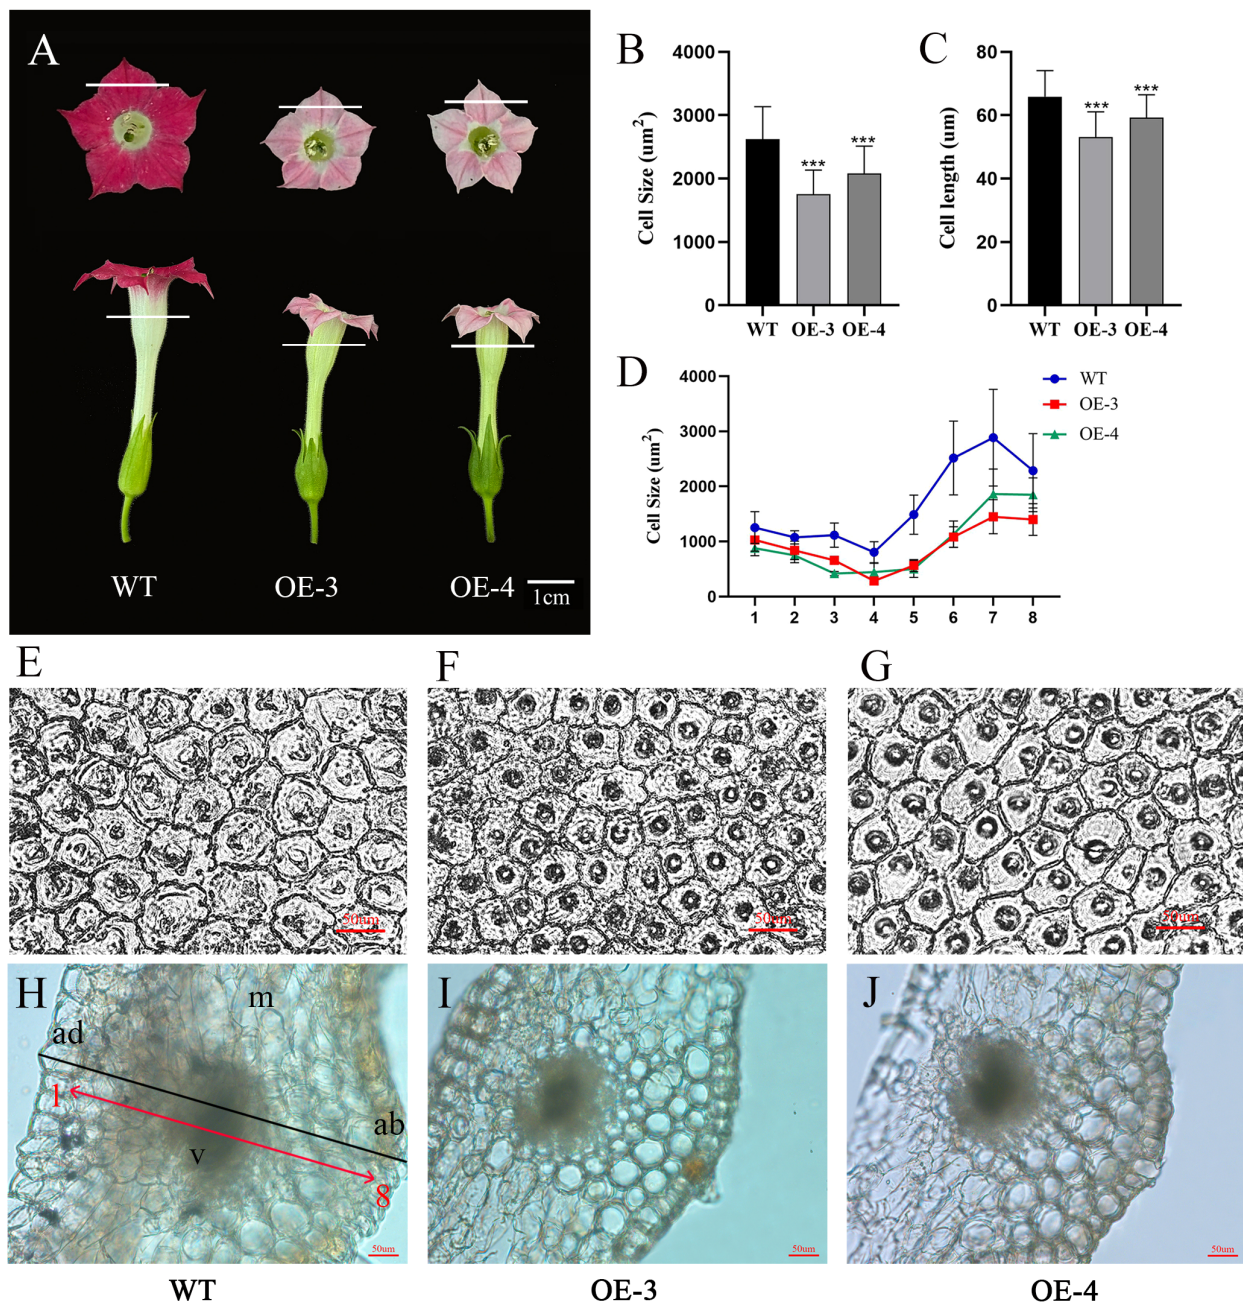 A
WT
OE-3
OE-4
1cm
B
Cell Size (um²)
4000
3000
2000
1000
0
***
***
WT
OE-3
OE-4
C
Cell length (um)
80
60
40
20
0
***
***
WT
OE-3
OE-4
D
Cell Size (um²)
4000
3000
2000
1000
0
1 2 3 4 5 6 7 8
WT
OE-3
OE-4
E
50um
F
50um
G
50um
H
m
ad
1
ab
v
8
50um
I
50um
J
50um
WT
OE-3
OE-4